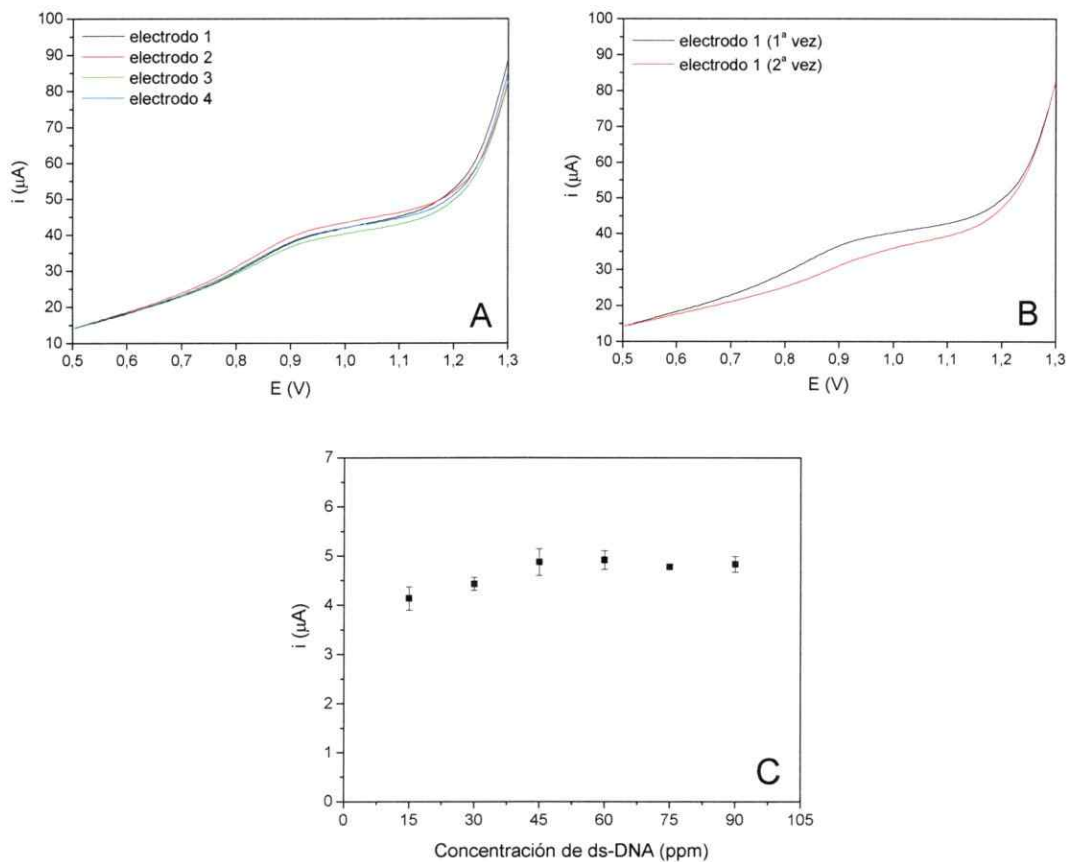 electrodo 1
electrodo 2
electrodo 3
electrodo 4
100
90
80
70
60
50
40
30
20
10
i (µA)
0,5 0,6 0,7 0,8 0,9 1,0 1,1 1,2 1,3
E (V)
A
electrodo 1 (1ª vez)
electrodo 1 (2ª vez)
100
90
80
70
60
50
40
30
20
10
i (µA)
0,5 0,6 0,7 0,8 0,9 1,0 1,1 1,2 1,3
E (V)
B
7
6
5
4
3
2
1
0
i (µA)
0 15 30 45 60 75 90 105
Concentración de ds-DNA (ppm)
C